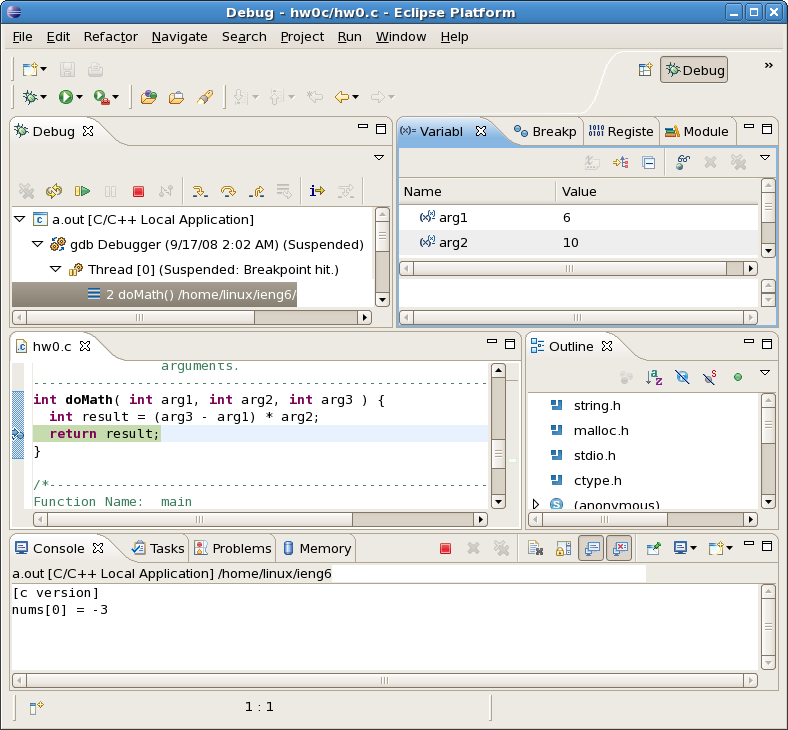 Debug - hw0c/hw0.c - Eclipse Platform
File Edit Refactor Navigate Search Project Run Window Help
Debug
»
Debug
Variabl Breakp Registe Module
Name Value
arg1 6
arg2 10
a.out [C/C++ Local Application]
gdb Debugger (9/17/08 2:02 AM) (Suspended)
Thread [0] (Suspended: Breakpoint hit.)
2 doMath() /home/linux/ieng6/
hw0.c
arguments.
---------------------------------------------------------
int doMath( int arg1, int arg2, int arg3 ) {
int result = (arg3 - arg1) * arg2;
return result;
}
/*-------------------------------------------------------
Function Name: main
Outline
string.h
malloc.h
stdio.h
ctype.h
(anonymous)
Console Tasks Problems Memory
a.out [C/C++ Local Application] /home/linux/ieng6
[c version]
nums[0] = -3
1 : 1